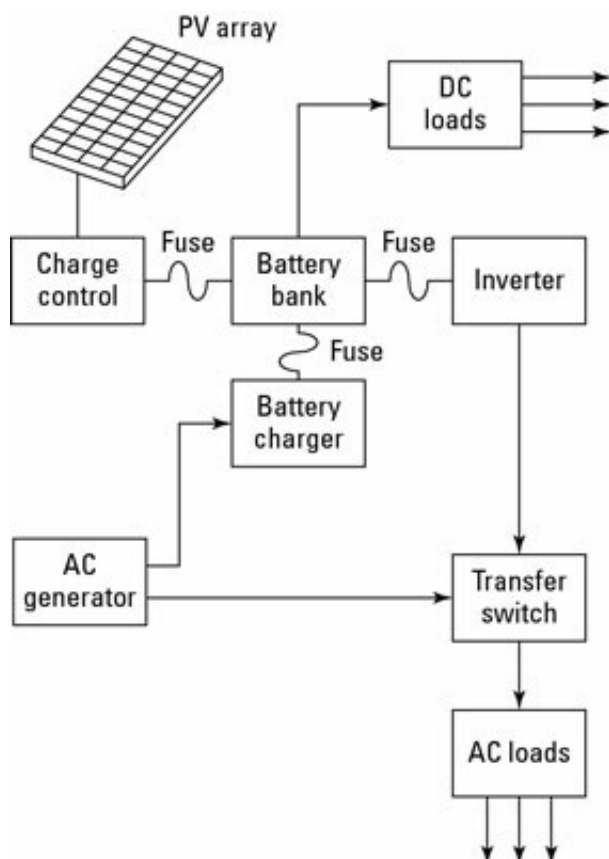 PV array
DC
loads
Charge
control
Fuse
Battery
bank
Fuse
Inverter
Fuse
Battery
charger
AC
generator
Transfer
switch
AC loads